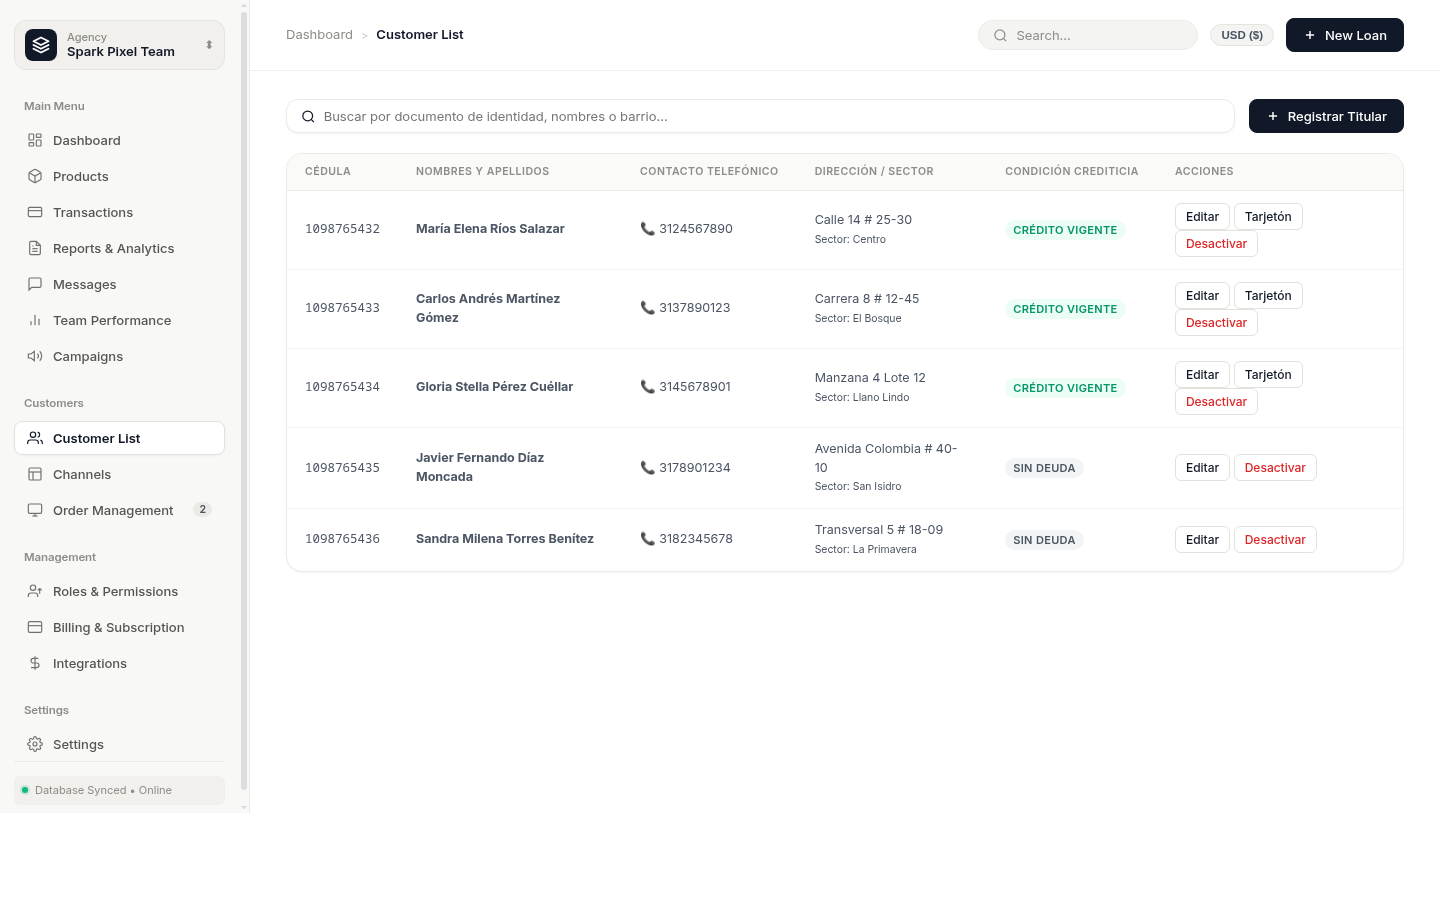 Agency
Spark Pixel Team
Main Menu
Dashboard
Products
Transactions
Reports & Analytics
Messages
Team Performance
Campaigns
Customers
Customer List
Channels
Order Management 2
Management
Roles & Permissions
Billing & Subscription
Integrations
Settings
Settings
Database Synced • Online
Dashboard > Customer List
Search...
USD ($)
+ New Loan
Buscar por documento de identidad, nombres o barrio...
+ Registrar Titular
CÉDULA NOMBRES Y APELLIDOS CONTACTO TELEFÓNICO DIRECCIÓN / SECTOR CONDICIÓN CREDITICIA ACCIONES
1098765432
María Elena Ríos Salazar
📞 3124567890
Calle 14 # 25-30
Sector: Centro
CRÉDITO VIGENTE
Editar Tarjetón
Desactivar
1098765433
Carlos Andrés Martínez
Gómez
📞 3137890123
Carrera 8 # 12-45
Sector: El Bosque
CRÉDITO VIGENTE
Editar Tarjetón
Desactivar
1098765434
Gloria Stella Pérez Cuéllar
📞 3145678901
Manzana 4 Lote 12
Sector: Llano Lindo
CRÉDITO VIGENTE
Editar Tarjetón
Desactivar
1098765435
Javier Fernando Díaz
Moncada
📞 3178901234
Avenida Colombia # 40-
10
Sector: San Isidro
SIN DEUDA
Editar Desactivar
1098765436
Sandra Milena Torres Benítez
📞 3182345678
Transversal 5 # 18-09
Sector: La Primavera
SIN DEUDA
Editar Desactivar